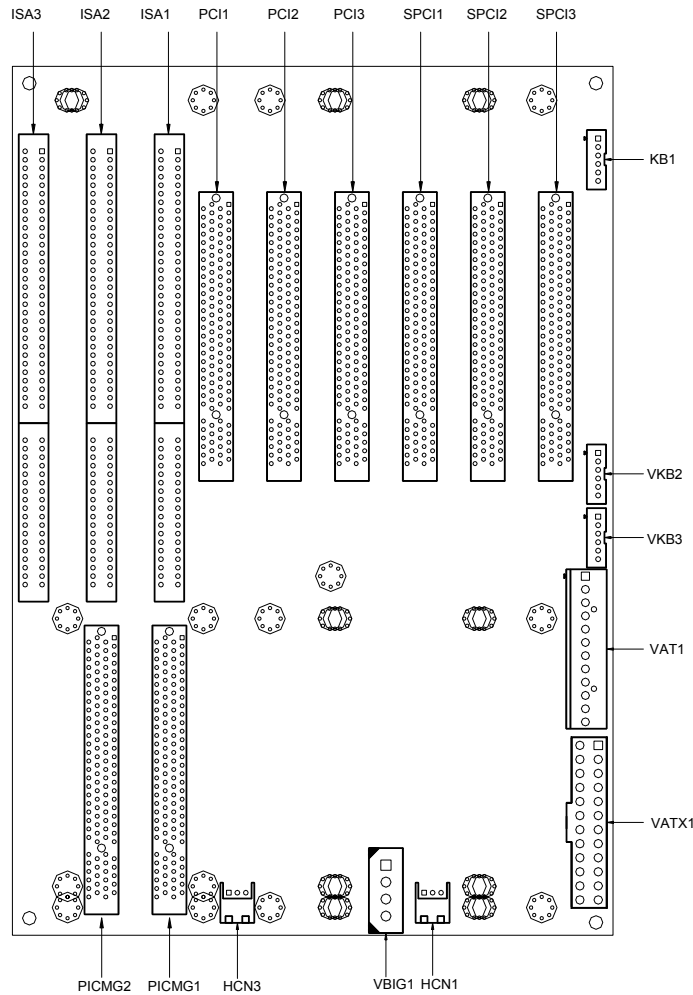 ISA3 ISA2 ISA1 PCI1 PCI2 PCI3 SPCI1 SPCI2 SPCI3
KB1
VKB2
VKB3
VAT1
VATX1
PICMG2 PICMG1 HCN3 VBIG1 HCN1